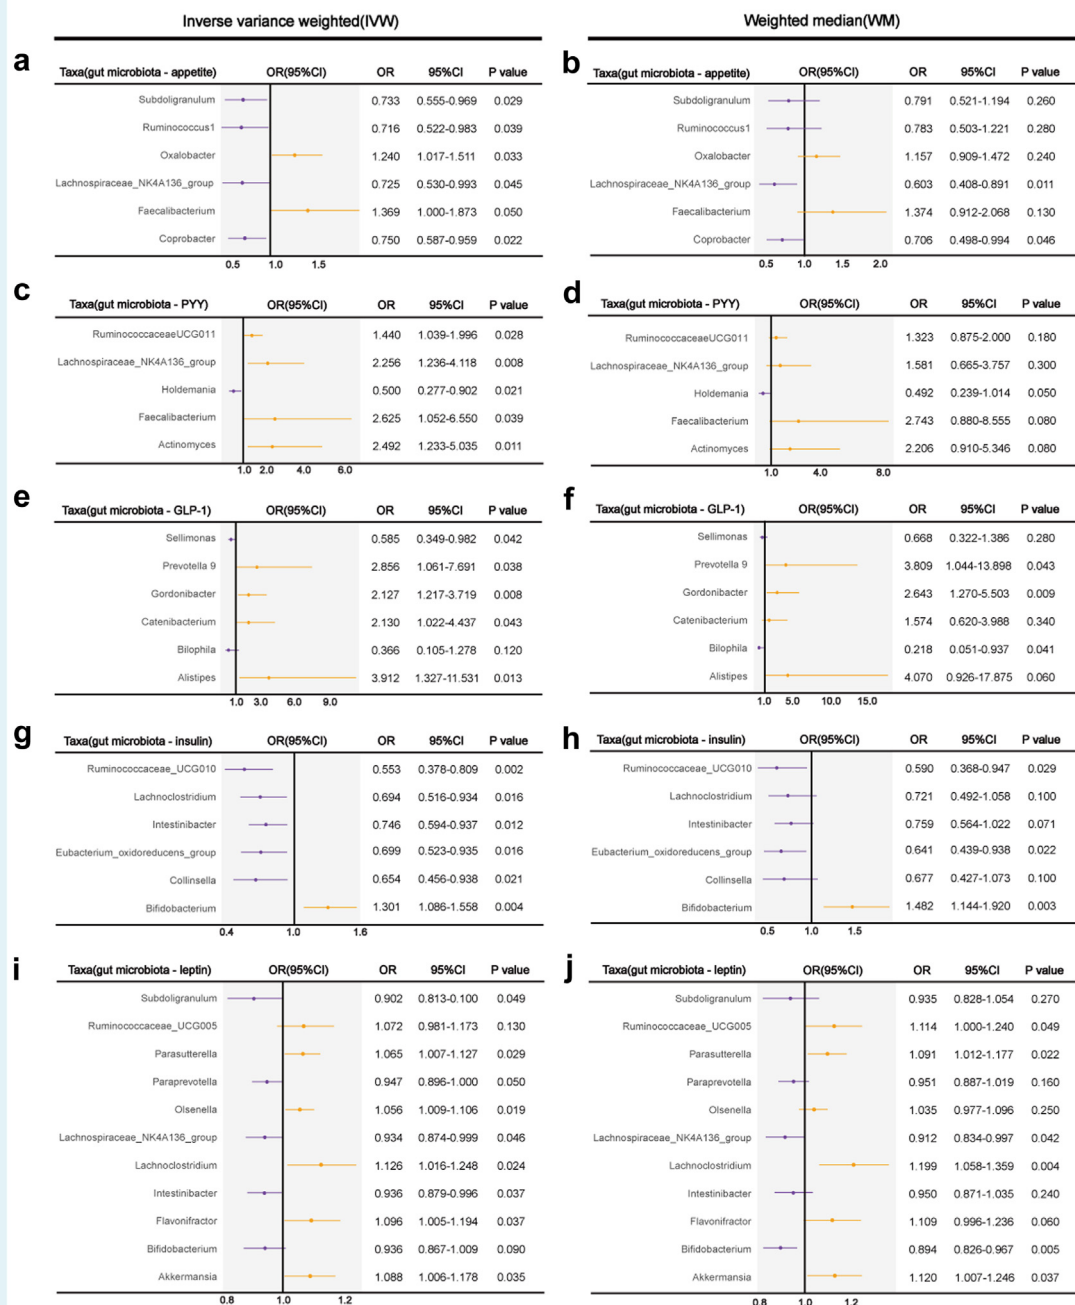 Inverse variance weighted(IVW)
Weighted median(WM)
a
Taxa(gut microbiota - appetite) OR(95%CI) OR 95%CI P value
Subdoligranulum 0.733 0.555-0.969 0.029
Ruminococcus1 0.716 0.522-0.983 0.039
Oxalobacter 1.240 1.017-1.511 0.033
Lachnospiraceae_NK4A136_group 0.725 0.530-0.993 0.045
Faecalibacterium 1.369 1.000-1.873 0.050
Coprobacter 0.750 0.587-0.959 0.022
0.5 1.0 1.5
b
Taxa(gut microbiota - appetite) OR(95%CI) OR 95%CI P value
Subdoligranulum 0.791 0.521-1.194 0.260
Ruminococcus1 0.783 0.503-1.221 0.280
Oxalobacter 1.157 0.909-1.472 0.240
Lachnospiraceae_NK4A136_group 0.603 0.408-0.891 0.011
Faecalibacterium 1.374 0.912-2.068 0.130
Coprobacter 0.706 0.498-0.994 0.046
0.5 1.0 1.5 2.0
c
Taxa(gut microbiota - PYY) OR(95%CI) OR 95%CI P value
RuminococcaceaeUCG011 1.440 1.039-1.996 0.028
Lachnospiraceae_NK4A136_group 2.256 1.236-4.118 0.008
Holdemania 0.500 0.277-0.902 0.021
Faecalibacterium 2.625 1.052-6.550 0.039
Actinomyces 2.492 1.233-5.035 0.011
1.0 2.0 4.0 6.0
d
Taxa(gut microbiota - PYY) OR(95%CI) OR 95%CI P value
RuminococcaceaeUCG011 1.323 0.875-2.000 0.180
Lachnospiraceae_NK4A136_group 1.581 0.665-3.757 0.300
Holdemania 0.492 0.239-1.014 0.050
Faecalibacterium 2.743 0.880-8.555 0.080
Actinomyces 2.206 0.910-5.346 0.080
1.0 4.0 8.0
e
Taxa(gut microbiota - GLP-1) OR(95%CI) OR 95%CI P value
Sellimonas 0.585 0.349-0.982 0.042
Prevotella 9 2.856 1.061-7.691 0.038
Gordonibacter 2.127 1.217-3.719 0.008
Catenibacterium 2.130 1.022-4.437 0.043
Bilophila 0.366 0.105-1.278 0.120
Alistipes 3.912 1.327-11.531 0.013
1.0 3.0 6.0 9.0
f
Taxa(gut microbiota - GLP-1) OR(95%CI) OR 95%CI P value
Sellimonas 0.668 0.322-1.386 0.280
Prevotella 9 3.809 1.044-13.898 0.043
Gordonibacter 2.643 1.270-5.503 0.009
Catenibacterium 1.574 0.620-3.988 0.340
Bilophila 0.218 0.051-0.937 0.041
Alistipes 4.070 0.926-17.875 0.060
1.0 5.0 10.0 15.0
g
Taxa(gut microbiota - insulin) OR(95%CI) OR 95%CI P value
Ruminococcaceae_UCG010 0.553 0.378-0.809 0.002
Lachnoclostridium 0.694 0.516-0.934 0.016
Intestinibacter 0.746 0.594-0.937 0.012
Eubacterium_oxidoreducens_group 0.699 0.523-0.935 0.016
Collinsella 0.654 0.456-0.938 0.021
Bifidobacterium 1.301 1.086-1.558 0.004
0.4 1.0 1.6
h
Taxa(gut microbiota - insulin) OR(95%CI) OR 95%CI P value
Ruminococcaceae_UCG010 0.590 0.368-0.947 0.029
Lachnoclostridium 0.721 0.492-1.058 0.100
Intestinibacter 0.759 0.564-1.022 0.071
Eubacterium_oxidoreducens_group 0.641 0.439-0.938 0.022
Collinsella 0.677 0.427-1.073 0.100
Bifidobacterium 1.482 1.144-1.920 0.003
0.5 1.0 1.5
i
Taxa(gut microbiota - leptin) OR(95%CI) OR 95%CI P value
Subdoligranulum 0.902 0.813-0.100 0.049
Ruminococcaceae_UCG005 1.072 0.981-1.173 0.130
Parasutterella 1.065 1.007-1.127 0.029
Paraprevotella 0.947 0.896-1.000 0.050
Olsenella 1.056 1.009-1.106 0.019
Lachnospiraceae_NK4A136_group 0.934 0.874-0.999 0.046
Lachnoclostridium 1.126 1.016-1.248 0.024
Intestinibacter 0.936 0.879-0.996 0.037
Flavonifractor 1.096 1.005-1.194 0.037
Bifidobacterium 0.936 0.867-1.009 0.090
Akkermansia 1.088 1.006-1.178 0.035
0.8 1.0 1.2
j
Taxa(gut microbiota - leptin) OR(95%CI) OR 95%CI P value
Subdoligranulum 0.935 0.828-1.054 0.270
Ruminococcaceae_UCG005 1.114 1.000-1.240 0.049
Parasutterella 1.091 1.012-1.177 0.022
Paraprevotella 0.951 0.887-1.019 0.160
Olsenella 1.035 0.977-1.096 0.250
Lachnospiraceae_NK4A136_group 0.912 0.834-0.997 0.042
Lachnoclostridium 1.199 1.058-1.359 0.004
Intestinibacter 0.950 0.871-1.035 0.240
Flavonifractor 1.109 0.996-1.236 0.060
Bifidobacterium 0.894 0.826-0.967 0.005
Akkermansia 1.120 1.007-1.246 0.037
0.8 1.0 1.2